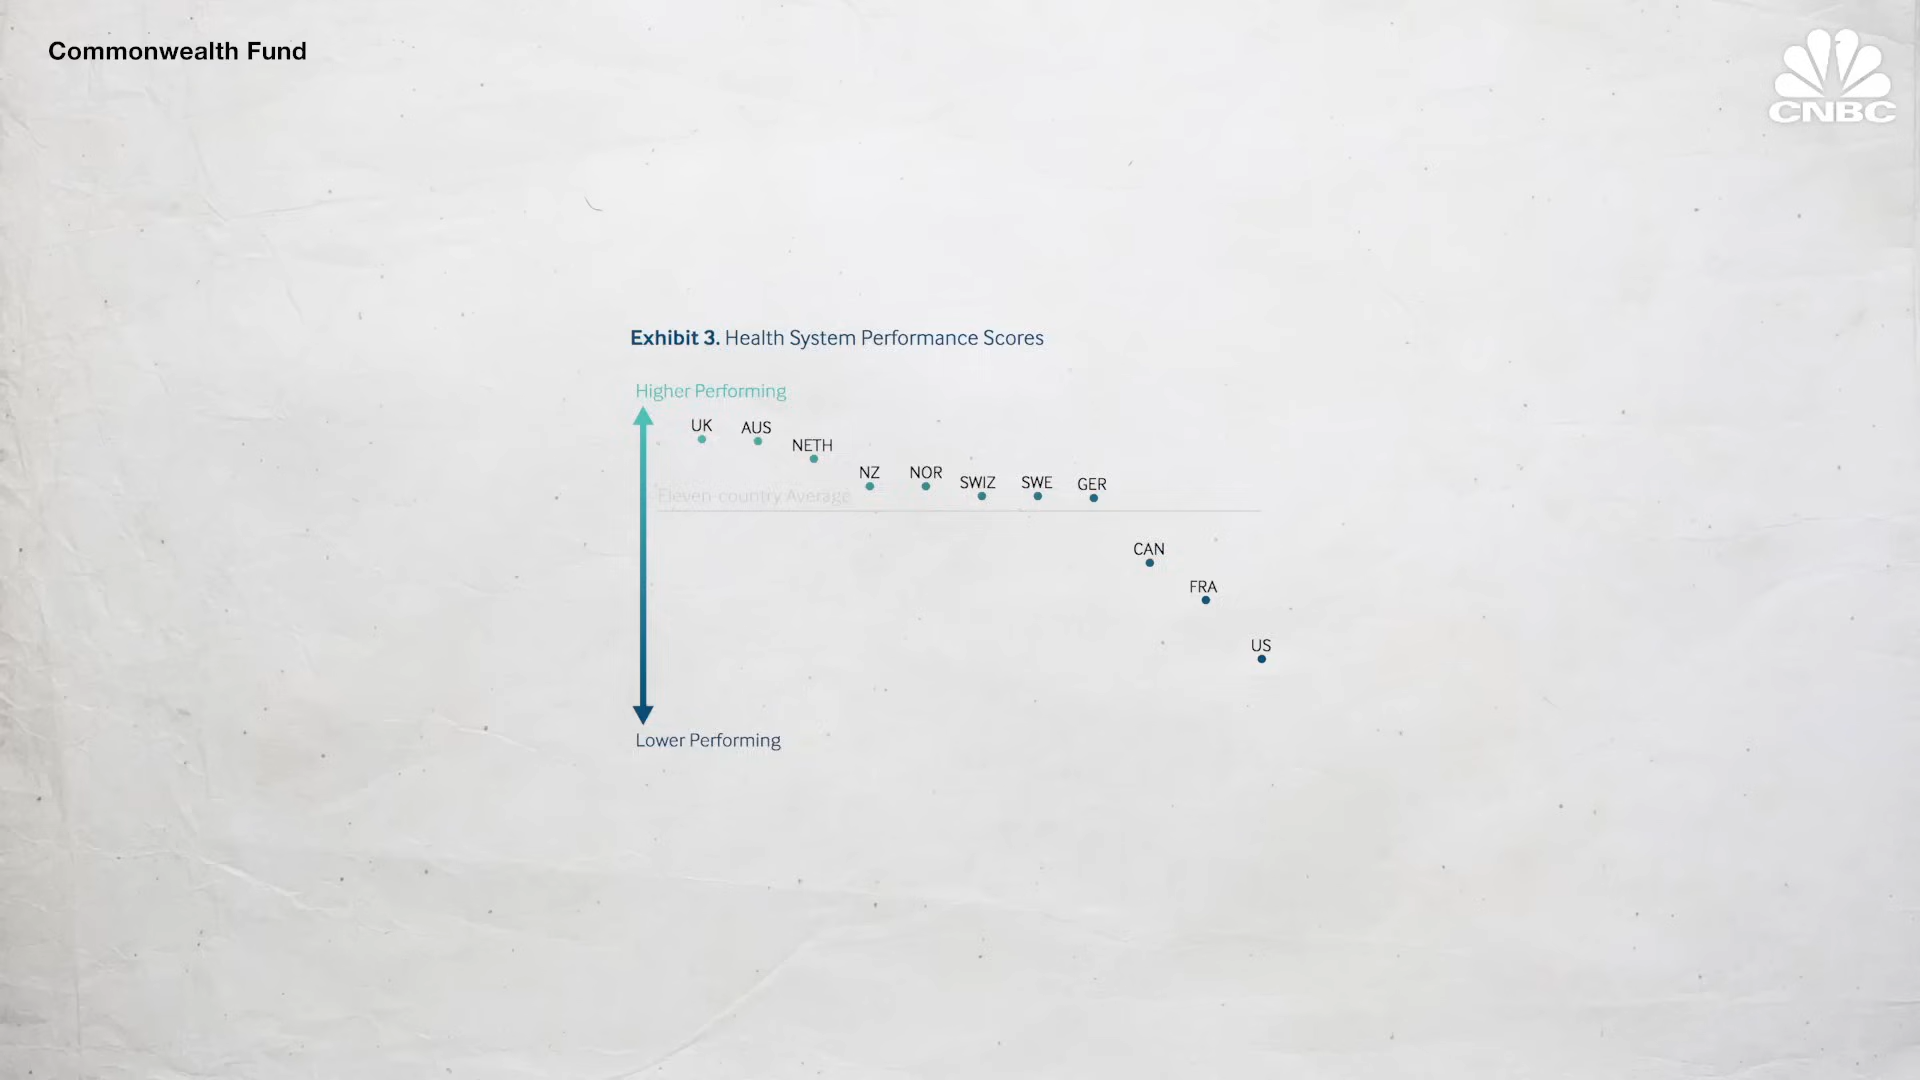 Commonwealth Fund
CNBC
Exhibit 3. Health System Performance Scores
Higher Performing
UK
AUS
NETH
NZ
NOR
SWIZ
SWE
GER
Eleven-country Average
CAN
FRA
US
Lower Performing